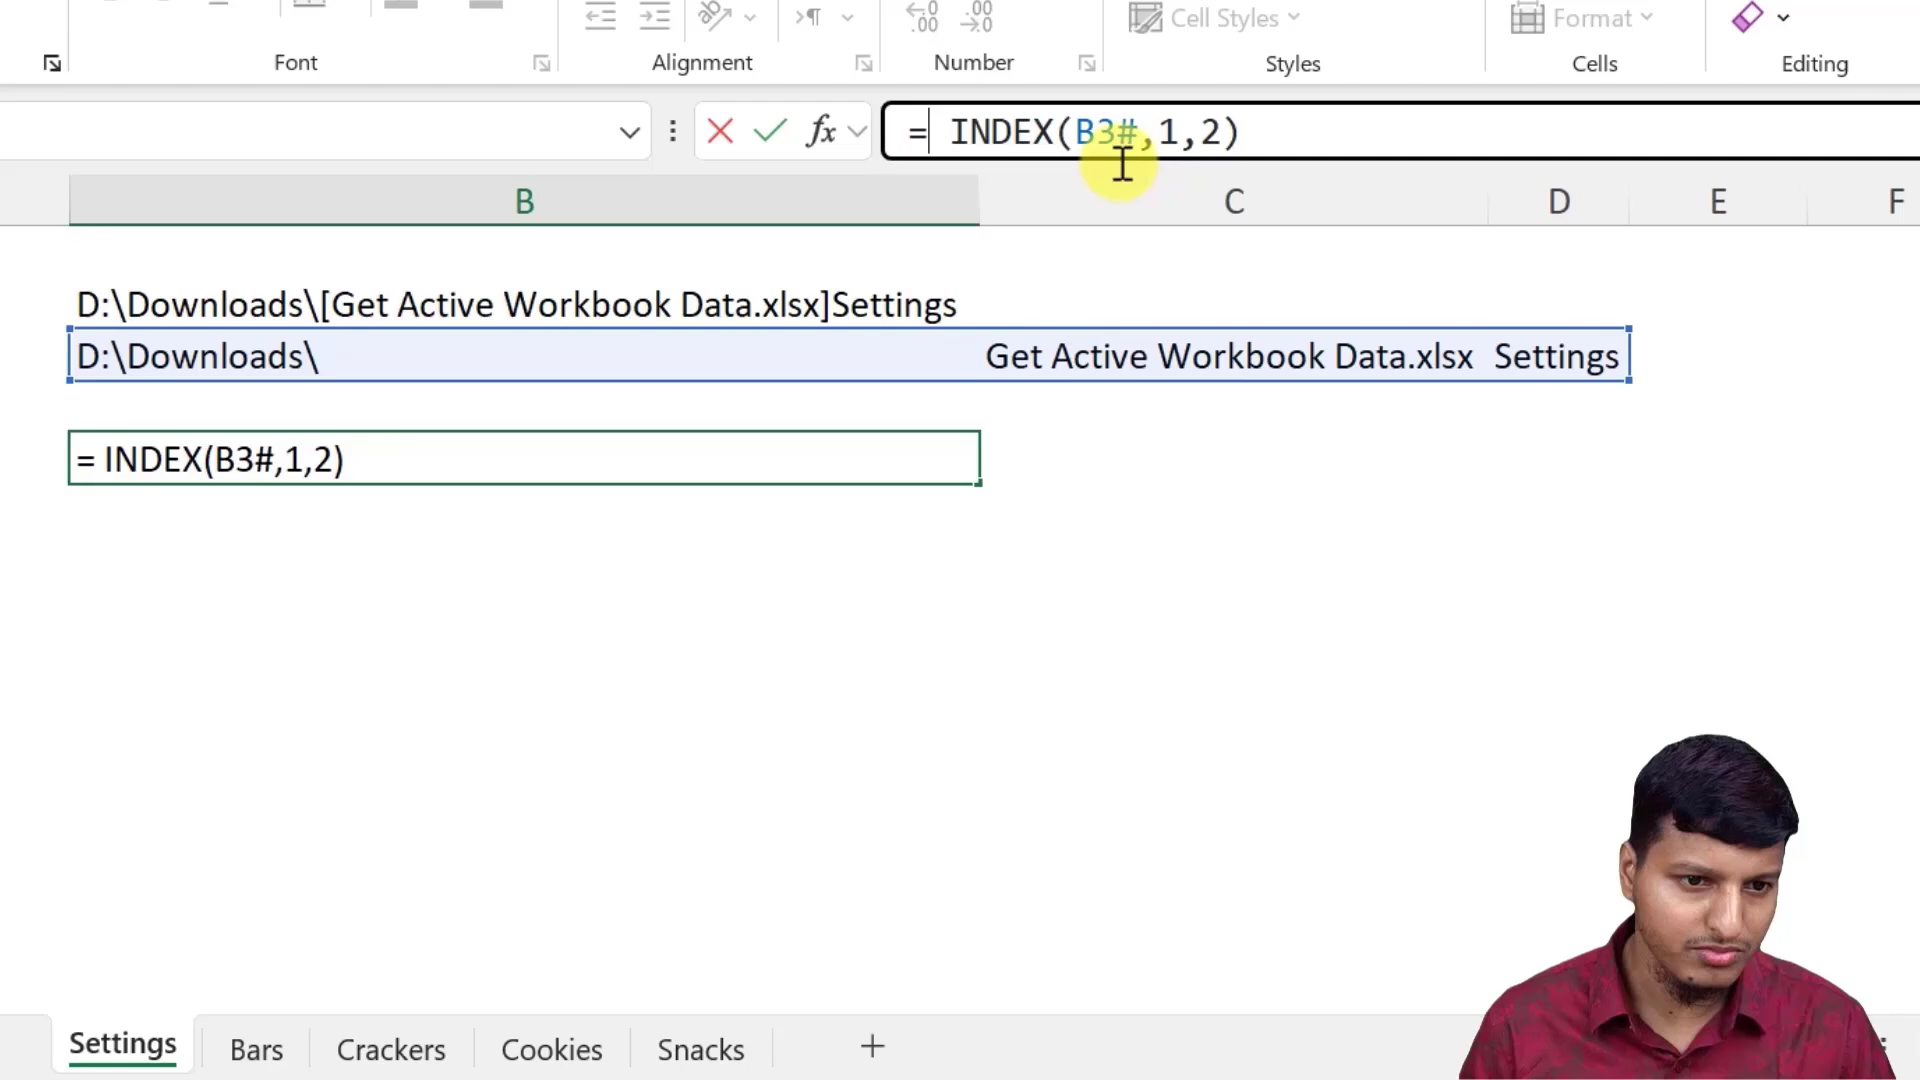 Cell Styles
Format
Font
Alignment
Number
Styles
Cells
Editing
fx
= INDEX(B3#,1,2)
B C D E F
D:\Downloads\[Get Active Workbook Data.xlsx]Settings
D:\Downloads\ Get Active Workbook Data.xlsx Settings
= INDEX(B3#,1,2)
Settings Bars Crackers Cookies Snacks +